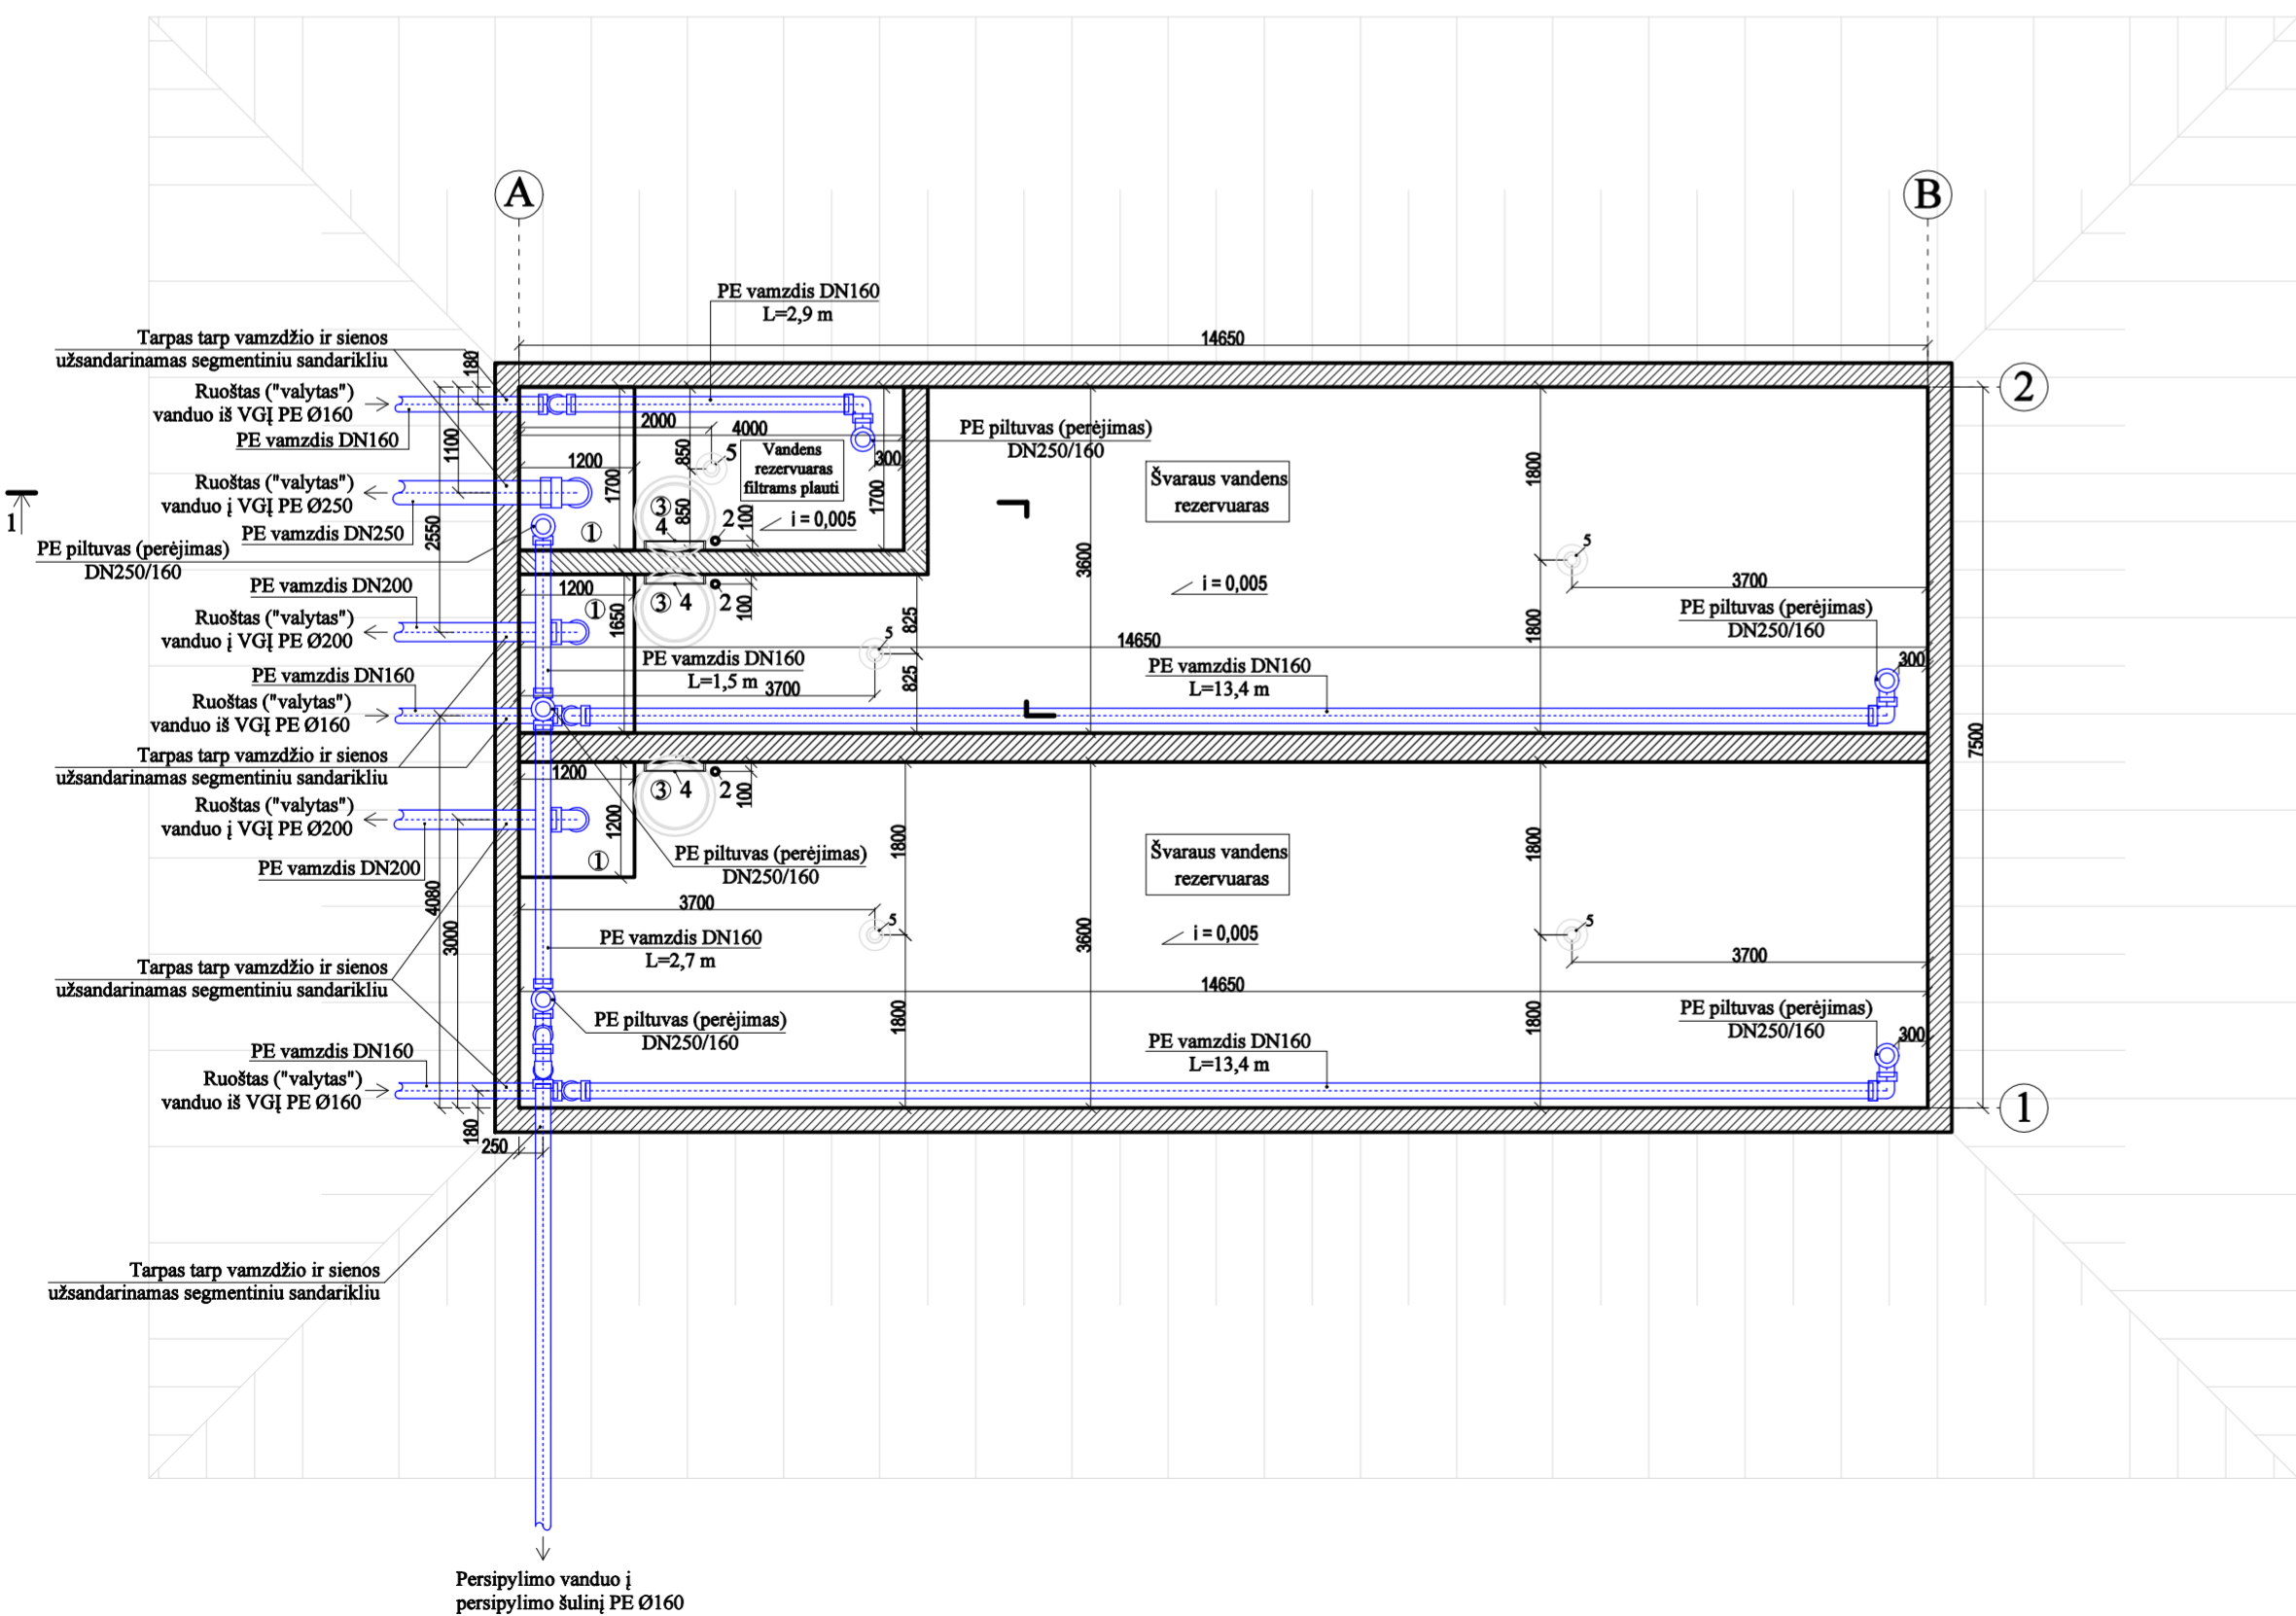 A
B
PE vamzdis DN160
L=2,9 m
14650
Tarpas tarp vamzdžio ir sienos
užsandarinamas segmentiniu sandarikliu
180
Ruoštas ("valytas")
vanduo iš VGĮ PE Ø160
PE vamzdis DN160
1100
2
2000
4000
850
5
300
Vandens
rezervuaras
filtrams plauti
PE piltuvas (perėjimas)
DN250/160
Švaraus vandens
rezervuaras
1800
1200
1700
1700
Ruoštas ("valytas")
vanduo į VGĮ PE Ø250
PE vamzdis DN250
1
2550
3
4
850
2
100
i = 0,005
1
PE piltuvas (perėjimas)
DN250/160
3600
5
3700
i = 0,005
PE vamzdis DN200
1200
1
1650
3
4
2
100
825
Ruoštas ("valytas")
vanduo į VGĮ PE Ø200
1800
PE piltuvas (perėjimas)
DN250/160
300
14650
5
825
PE vamzdis DN160
L=1,5 m
3700
PE vamzdis DN160
L=13,4 m
PE vamzdis DN160
Ruoštas ("valytas")
vanduo iš VGĮ PE Ø160
7500
Tarpas tarp vamzdžio ir sienos
užsandarinamas segmentiniu sandarikliu
1200
3
4
2
100
Ruoštas ("valytas")
vanduo į VGĮ PE Ø200
1200
1
1800
1800
PE vamzdis DN200
PE piltuvas (perėjimas)
DN250/160
Švaraus vandens
rezervuaras
4080
3000
3700
5
5
3600
i = 0,005
3700
PE vamzdis DN160
L=2,7 m
Tarpas tarp vamzdžio ir sienos
užsandarinamas segmentiniu sandarikliu
14650
1800
1800
PE piltuvas (perėjimas)
DN250/160
PE piltuvas (perėjimas)
DN250/160
300
PE vamzdis DN160
L=13,4 m
PE vamzdis DN160
Ruoštas ("valytas")
vanduo iš VGĮ PE Ø160
180
250
1
Tarpas tarp vamzdžio ir sienos
užsandarinamas segmentiniu sandarikliu
Persipylimo vanduo į
persipylimo šulinį PE Ø160